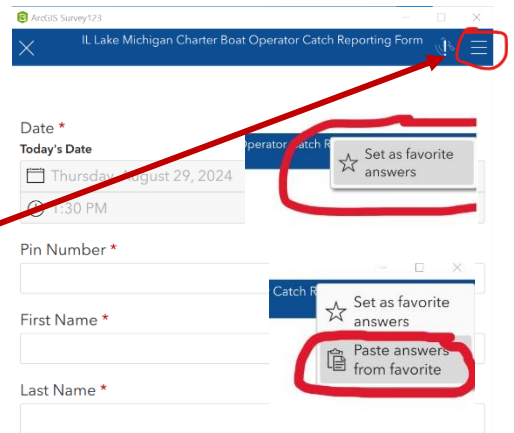 ArcGIS Survey123
IL Lake Michigan Charter Boat Operator Catch Reporting Form
Date *
Today's Date
Thursday, August 29, 2024
1:30 PM
Operator Catch R
Set as favorite
answers
Pin Number *
Catch R
Set as favorite
answers
Paste answers
from favorite
First Name *
Last Name *